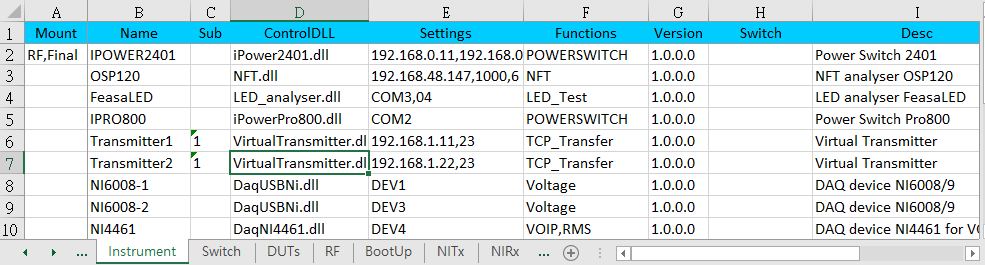 A B C D E F G H I
1 Mount Name Sub ControlDLL Settings Functions Version Switch Desc
2 RF,Final IPOWER2401 iPower2401.dll 192.168.0.11,192.168.0 POWERSWITCH 1.0.0.0 Power Switch 2401
3 OSP120 NFT.dll 192.168.48.147,1000,6 NFT 1.0.0.0 NFT analyser OSP120
4 FeasaLED LED_analyser.dll COM3,04 LED_Test 1.0.0.0 LED analyser FeasaLED
5 IPRO800 iPowerPro800.dll COM2 POWERSWITCH 1.0.0.0 Power Switch Pro800
6 Transmitter1 1 VirtualTransmitter.dl 192.168.1.11,23 TCP_Transfer 1.0.0.0 Virtual Transmitter
7 Transmitter2 1 VirtualTransmitter.dl 192.168.1.22,23 TCP_Transfer 1.0.0.0 Virtual Transmitter
8 NI6008-1 DaqUSBNi.dll DEV1 Voltage 1.0.0.0 DAQ device NI6008/9
9 NI6008-2 DaqUSBNi.dll DEV3 Voltage 1.0.0.0 DAQ device NI6008/9
10 NI4461 DaqNI4461.dll DEV4 VOIP,RMS 1.0.0.0 DAQ device NI4461 for VO
... Instrument Switch DUTs RF BootUp NITx NIRx ...